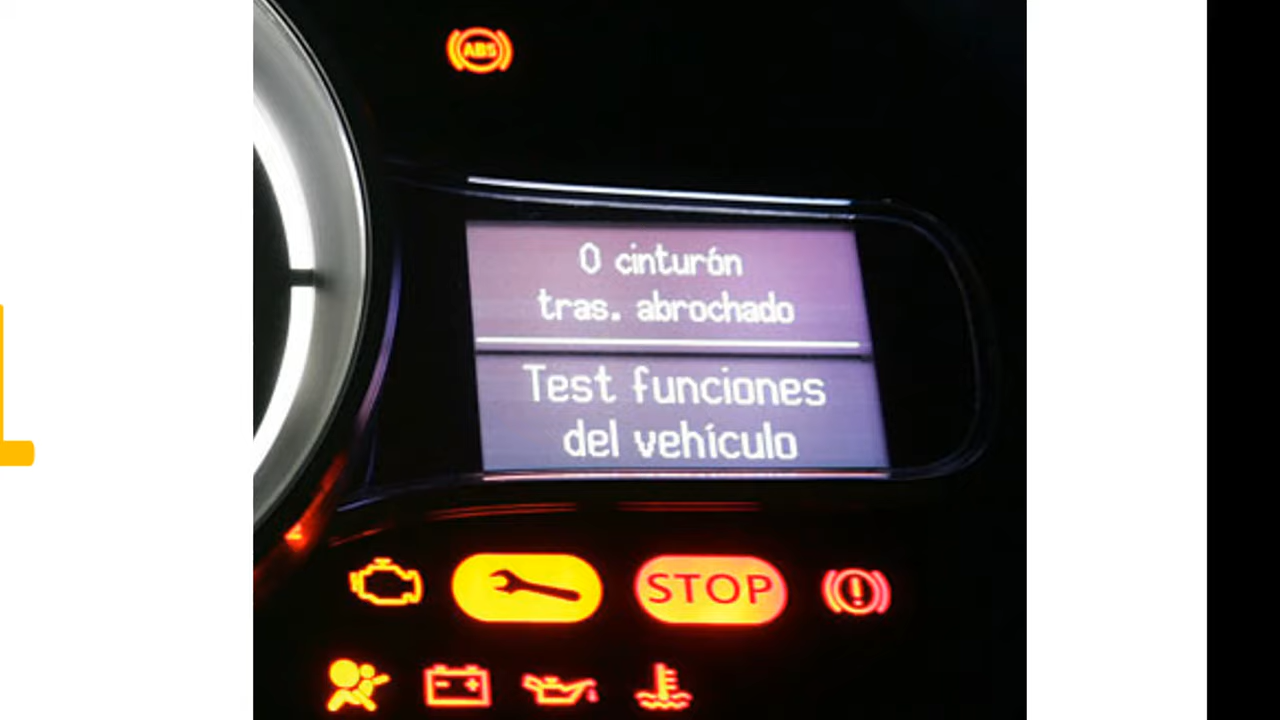 ABS
0 cinturón
tras. abrochado
Test funciones
del vehículo
STOP